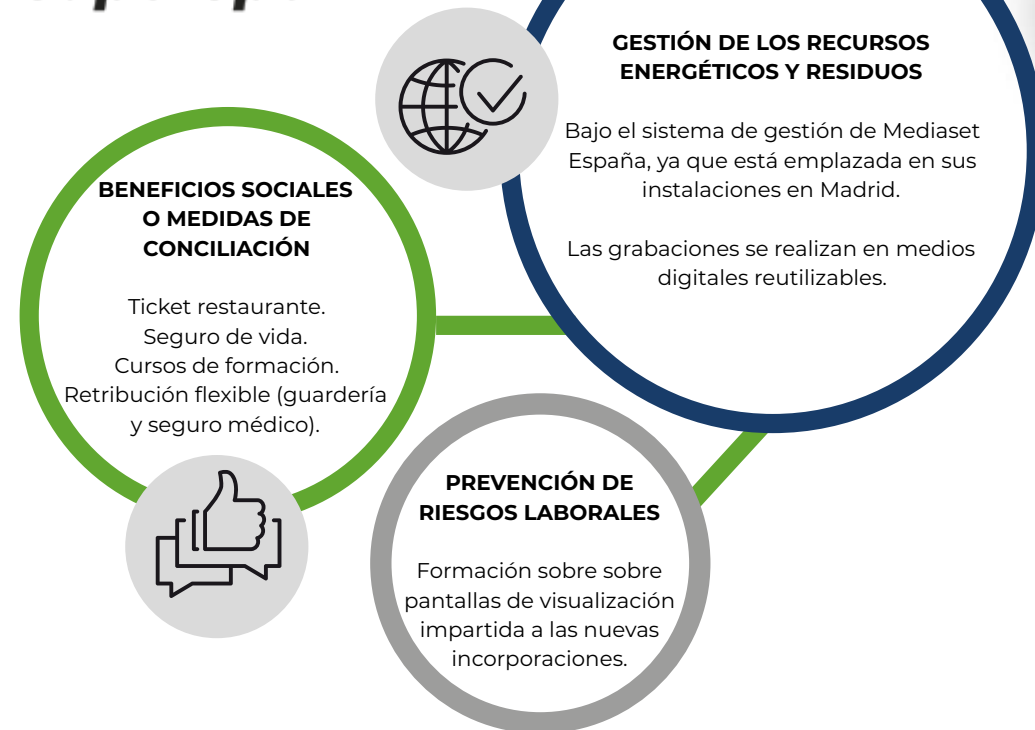 GESTIÓN DE LOS RECURSOS
ENERGÉTICOS Y RESIDUOS
Bajo el sistema de gestión de Mediaset
España, ya que está emplazada en sus
instalaciones en Madrid.
Las grabaciones se realizan en medios
digitales reutilizables.
BENEFICIOS SOCIALES
O MEDIDAS DE
CONCILIACIÓN
Ticket restaurante.
Seguro de vida.
Cursos de formación.
Retribución flexible (guardería
y seguro médico).
PREVENCIÓN DE
RIESGOS LABORALES
Formación sobre sobre
pantallas de visualización
impartida a las nuevas
incorporaciones.